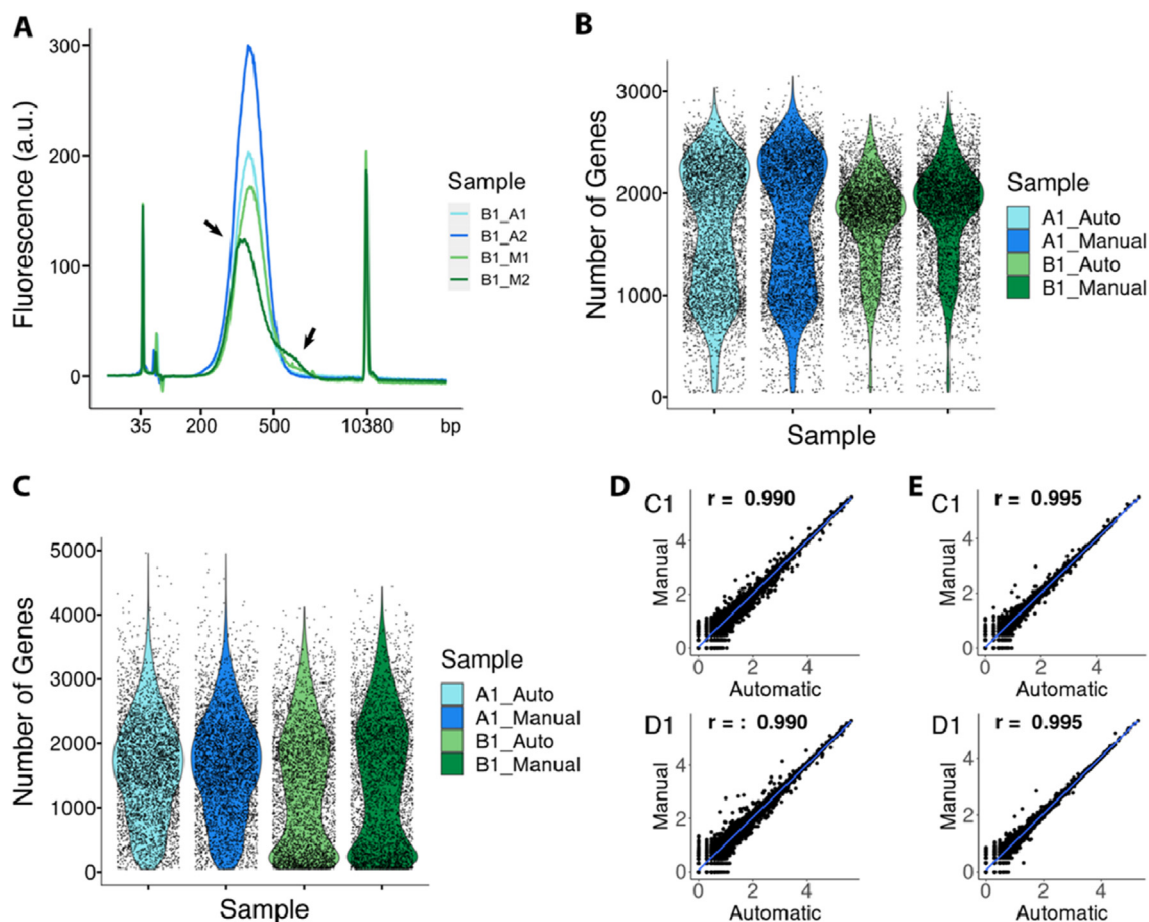 A
Fluorescence (a.u.)
300
200
100
0
35
200
500
10380
bp
Sample
B1_A1
B1_A2
B1_M1
B1_M2
B
Number of Genes
3000
2000
1000
0
Sample
Sample
A1_Auto
A1_Manual
B1_Auto
B1_Manual
C
Number of Genes
5000
4000
3000
2000
1000
0
Sample
Sample
A1_Auto
A1_Manual
B1_Auto
B1_Manual
D
C1
r = 0.990
Manual
4
2
0
0
2
4
Automatic
D1
r = : 0.990
Manual
4
2
0
0
2
4
Automatic
E
C1
r = 0.995
Manual
4
2
0
0
2
4
Automatic
D1
r = 0.995
Manual
4
2
0
0
2
4
Automatic